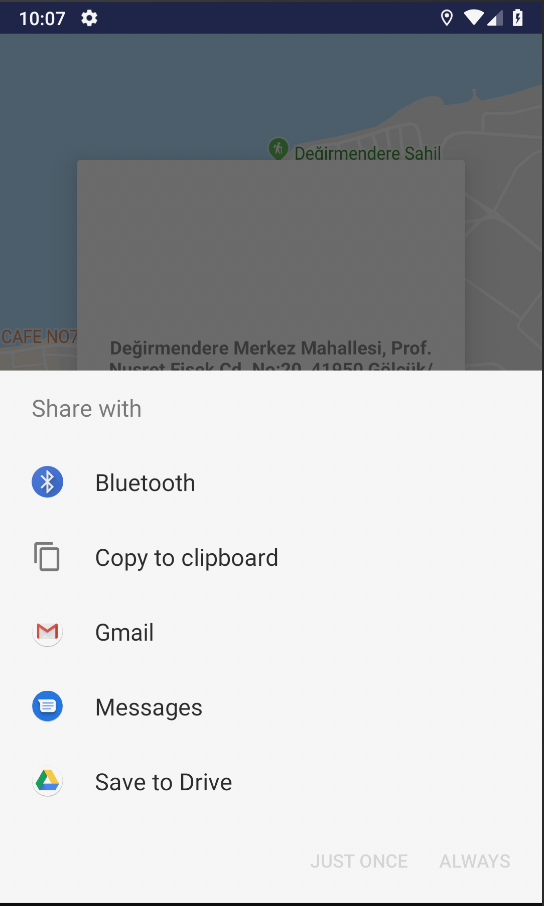 10:07
Değirmendere Sahil
CAFE NO7
Değirmendere Merkez Mahallesi, Prof.
Nusret Fişek Cd. No:20, 41950 Gölcük/
Share with
Bluetooth
Copy to clipboard
Gmail
Messages
Save to Drive
JUST ONCE ALWAYS